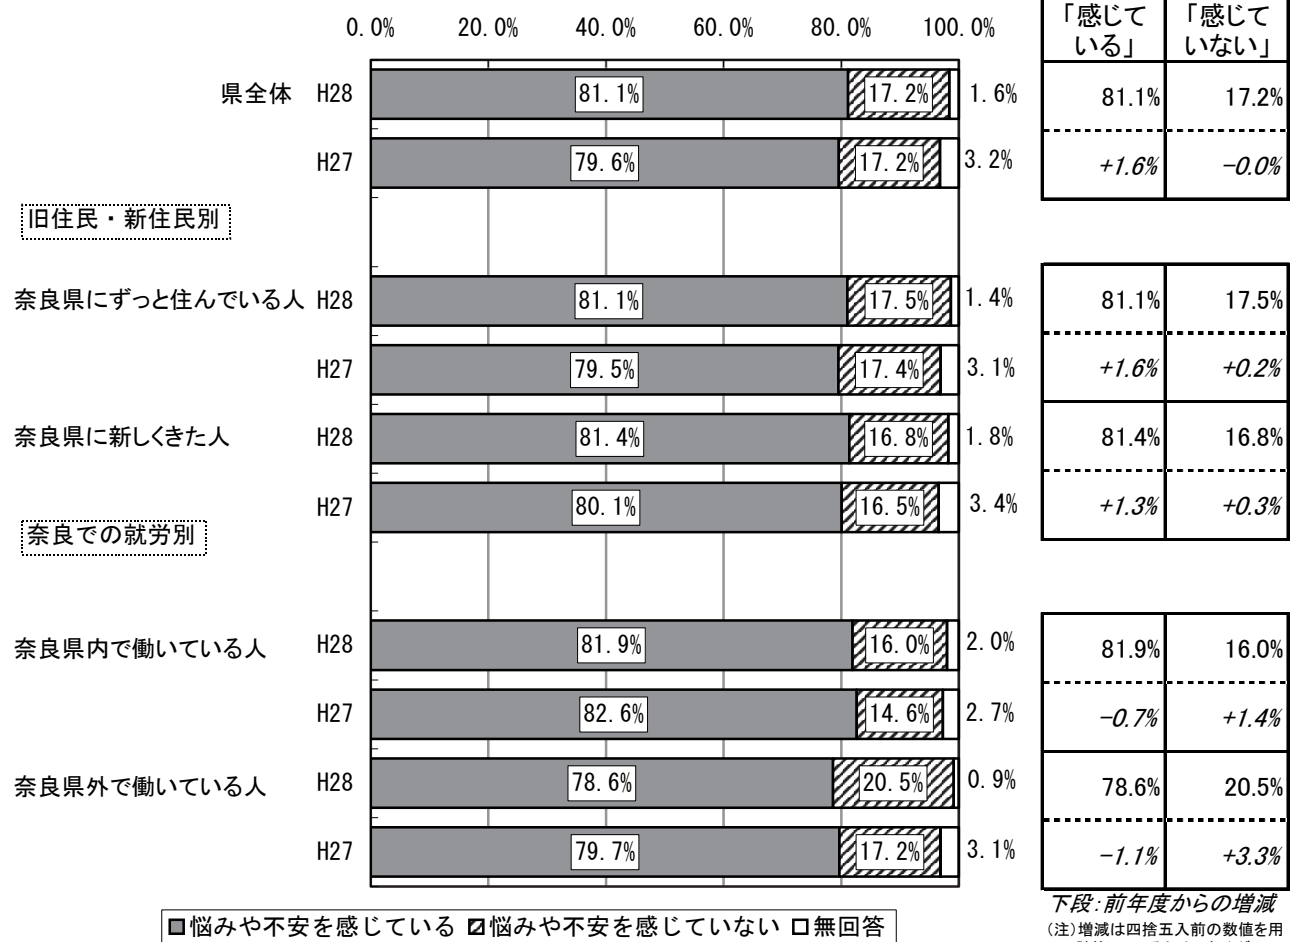 0.0% 20.0% 40.0% 60.0% 80.0% 100.0%
「感じて
いる」
「感じて
いない」
県全体 H28 81.1% 17.2% 1.6% 81.1% 17.2%
H27 79.6% 17.2% 3.2% +1.6% -0.0%
旧住民・新住民別
奈良県にずっと住んでいる人 H28 81.1% 17.5% 1.4% 81.1% 17.5%
H27 79.5% 17.4% 3.1% +1.6% +0.2%
奈良県に新しくきた人 H28 81.4% 16.8% 1.8% 81.4% 16.8%
H27 80.1% 16.5% 3.4% +1.3% +0.3%
奈良での就労別
奈良県内で働いている人 H28 81.9% 16.0% 2.0% 81.9% 16.0%
H27 82.6% 14.6% 2.7% -0.7% +1.4%
奈良県外で働いている人 H28 78.6% 20.5% 0.9% 78.6% 20.5%
H27 79.7% 17.2% 3.1% -1.1% +3.3%
下段:前年度からの増減
(注)増減は四捨五入前の数値を用
悩みや不安を感じている 悩みや不安を感じていない 無回答